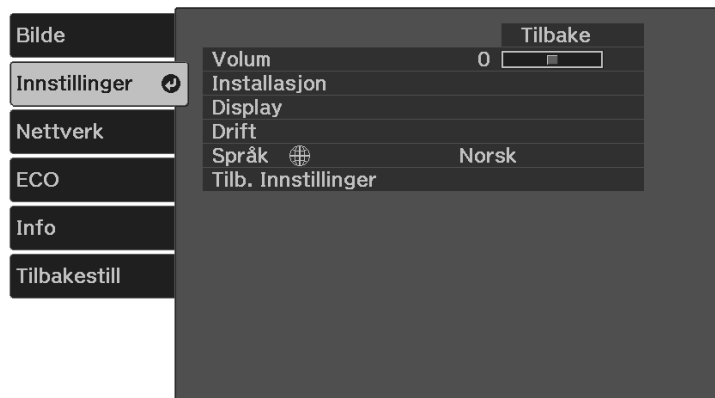 Bilde
Innstillinger
Nettverk
ECO
Info
Tilbakestill
Tilbake
Volum 0
Installasjon
Display
Drift
Språk Norsk
Tilb. Innstillinger